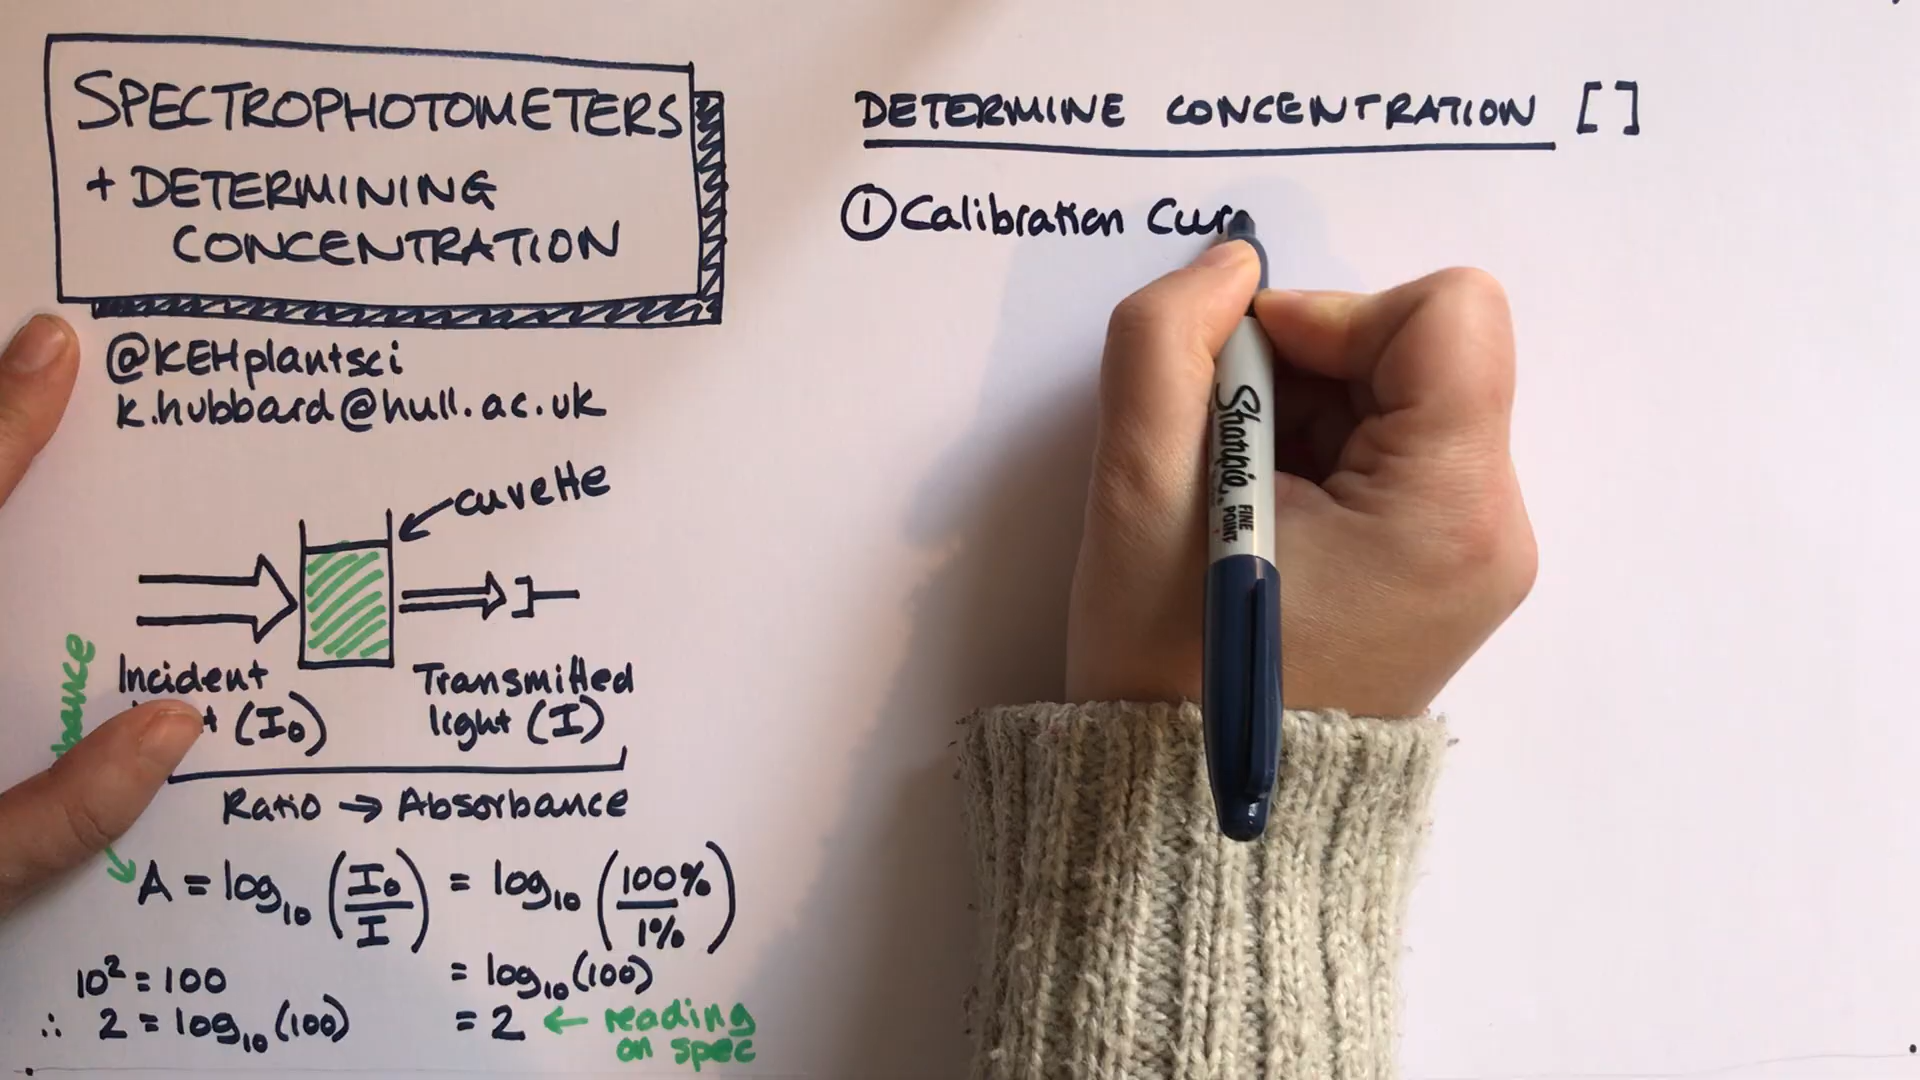 SPECTROPHOTOMETERS
+ DETERMINING
CONCENTRATION
@KEHplantsci
k.hubbard@hull.ac.uk
cuvette
Incident
(I₀)
Transmitted
light (I)
Ratio → Absorbance
A = log₁₀ (I₀/I) = log₁₀ (100%/1%)
10² = 100
= log₁₀ (100)
∴ 2 = log₁₀ (100)
= 2 ← reading
on spec
DETERMINE CONCENTRATION []
① Calibration Cur
Sharpie
FINE
POINT